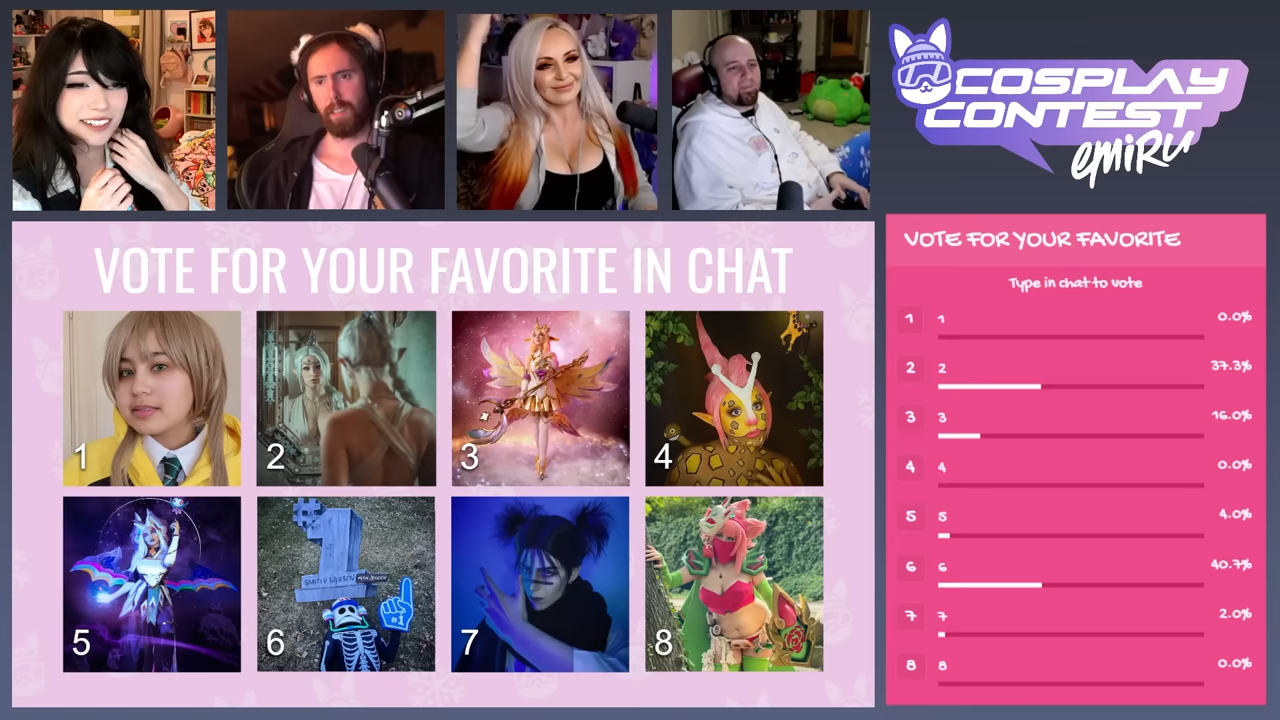 COSPLAY
CONTEST
emiru
VOTE FOR YOUR FAVORITE IN CHAT
1
2
3
4
5
6
#1
7
8
VOTE FOR YOUR FAVORITE
Type in chat to vote
1 1 0.0%
2 2 37.3%
3 3 16.0%
4 4 0.0%
5 5 4.0%
6 6 40.7%
7 7 2.0%
8 8 0.0%